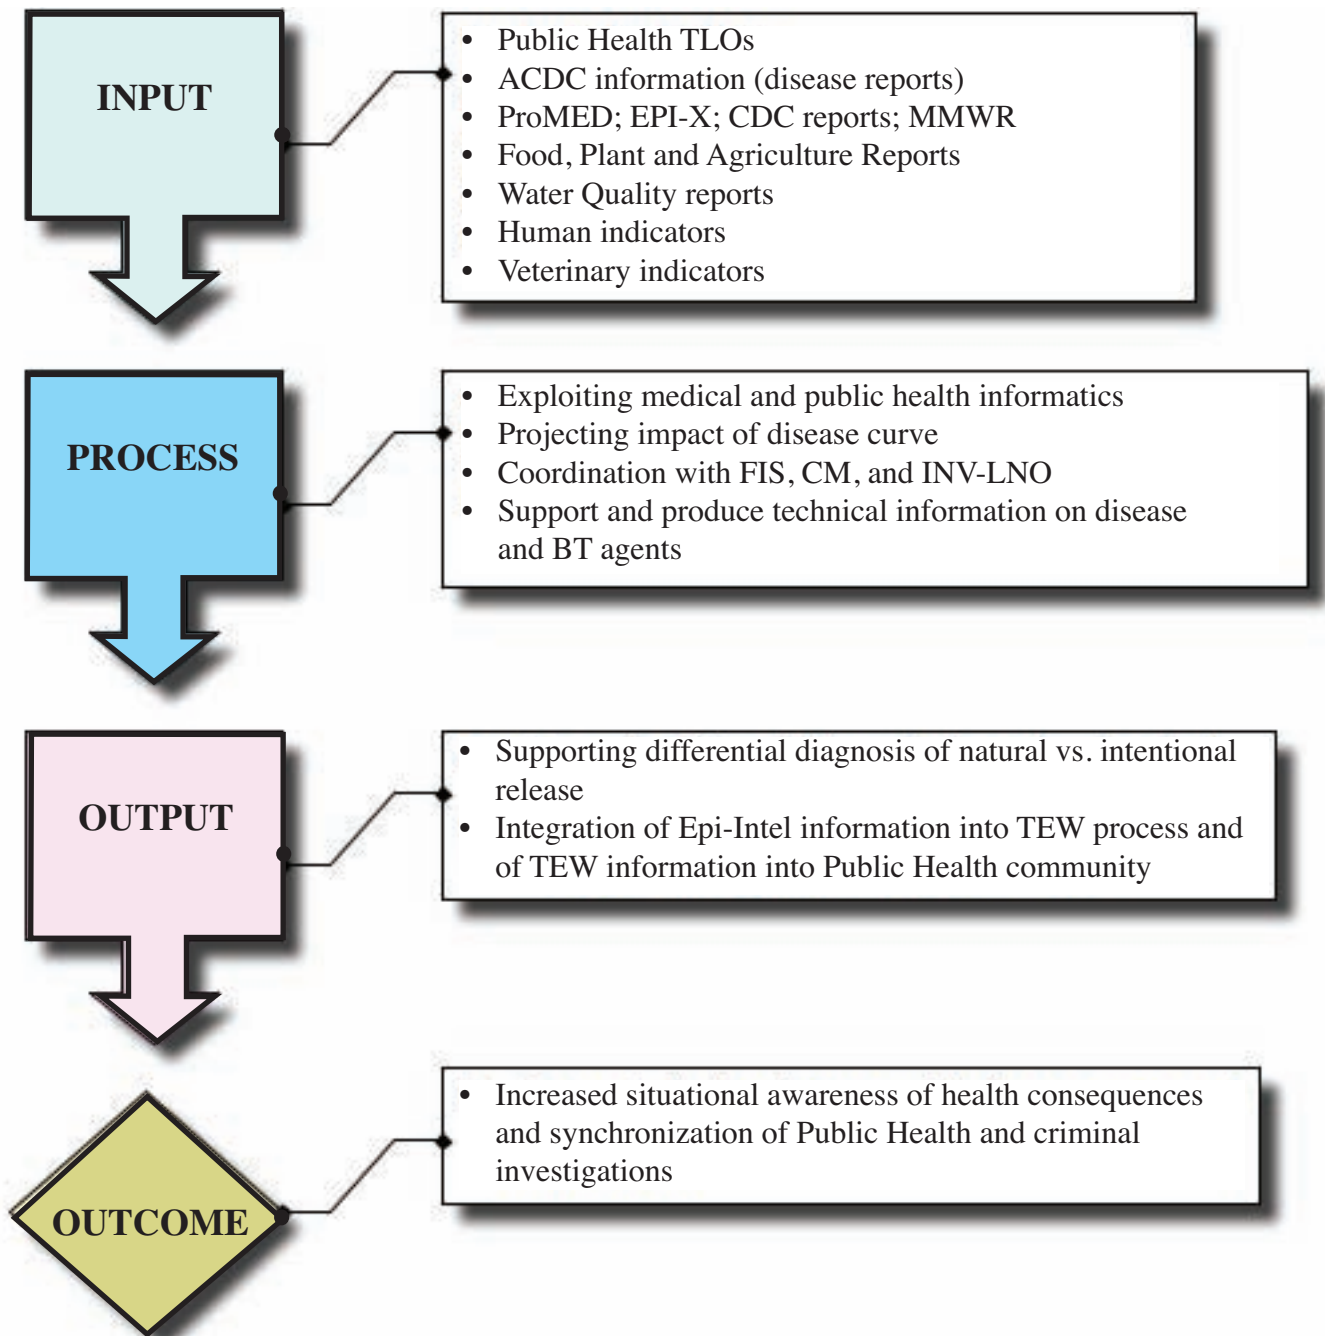 INPUT
• Public Health TLOs
• ACDC information (disease reports)
• ProMED; EPI-X; CDC reports; MMWR
• Food, Plant and Agriculture Reports
• Water Quality reports
• Human indicators
• Veterinary indicators
PROCESS
• Exploiting medical and public health informatics
• Projecting impact of disease curve
• Coordination with FIS, CM, and INV-LNO
• Support and produce technical information on disease
and BT agents
OUTPUT
• Supporting differential diagnosis of natural vs. intentional
release
• Integration of Epi-Intel information into TEW process and
of TEW information into Public Health community
OUTCOME
• Increased situational awareness of health consequences
and synchronization of Public Health and criminal
investigations